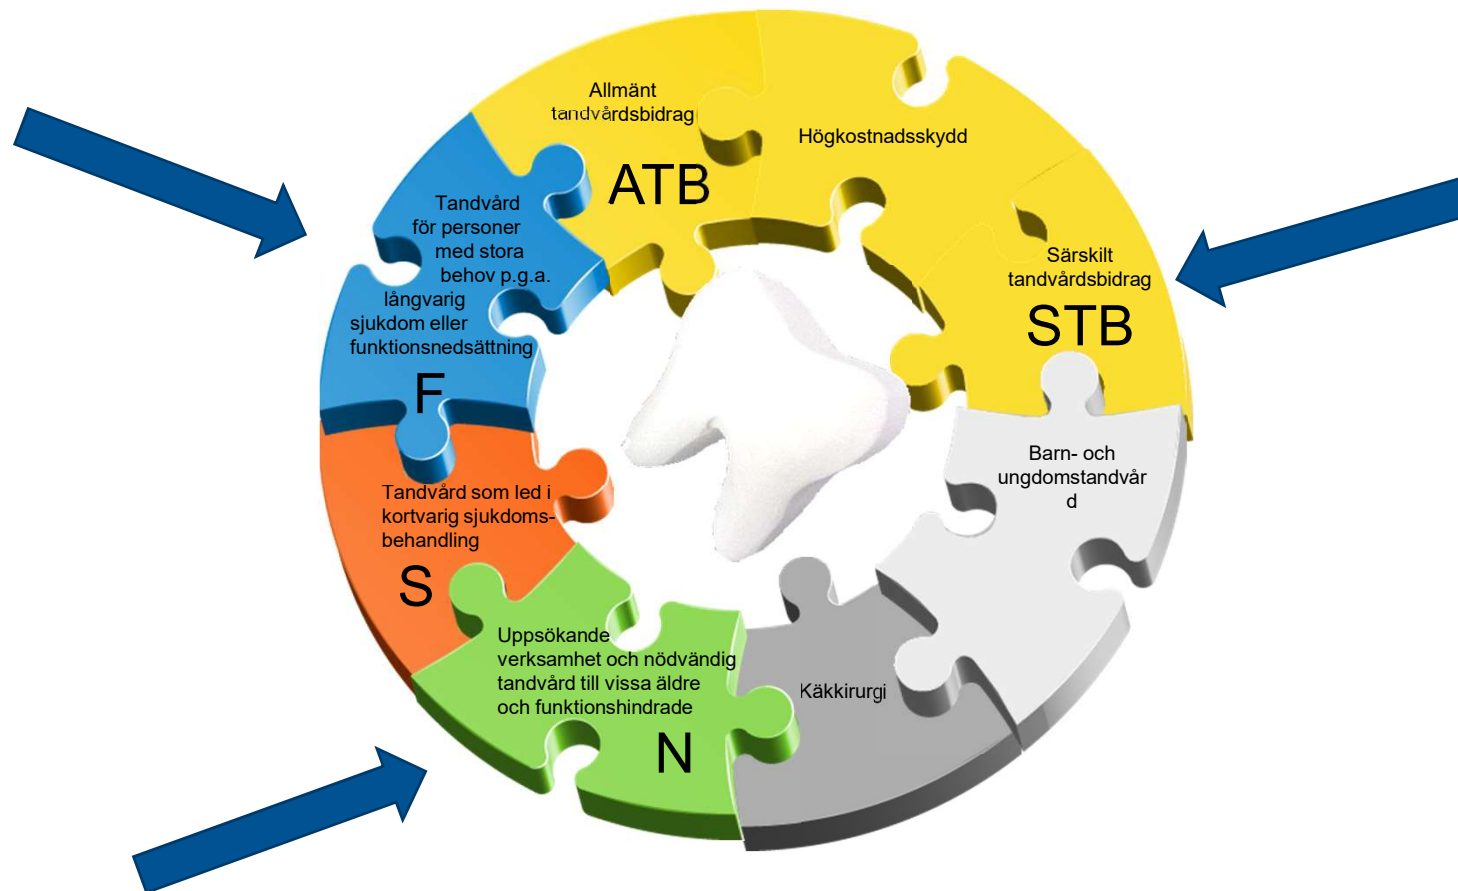 Allmänt
tandvårdsbidrag
ATB
Högkostnadsskydd
Särskilt
tandvårdsbidrag
STB
Barn- och
ungdomstandvår
d
Käkkirurgi
Uppsökande
verksamhet och nödvändig
tandvård till vissa äldre
och funktionshindrade
N
Tandvård som led i
kortvarig sjukdoms-
behandling
S
Tandvård
för personer
med stora
behov p.g.a.
långvarig
sjukdom eller
funktionsnedsättning
F